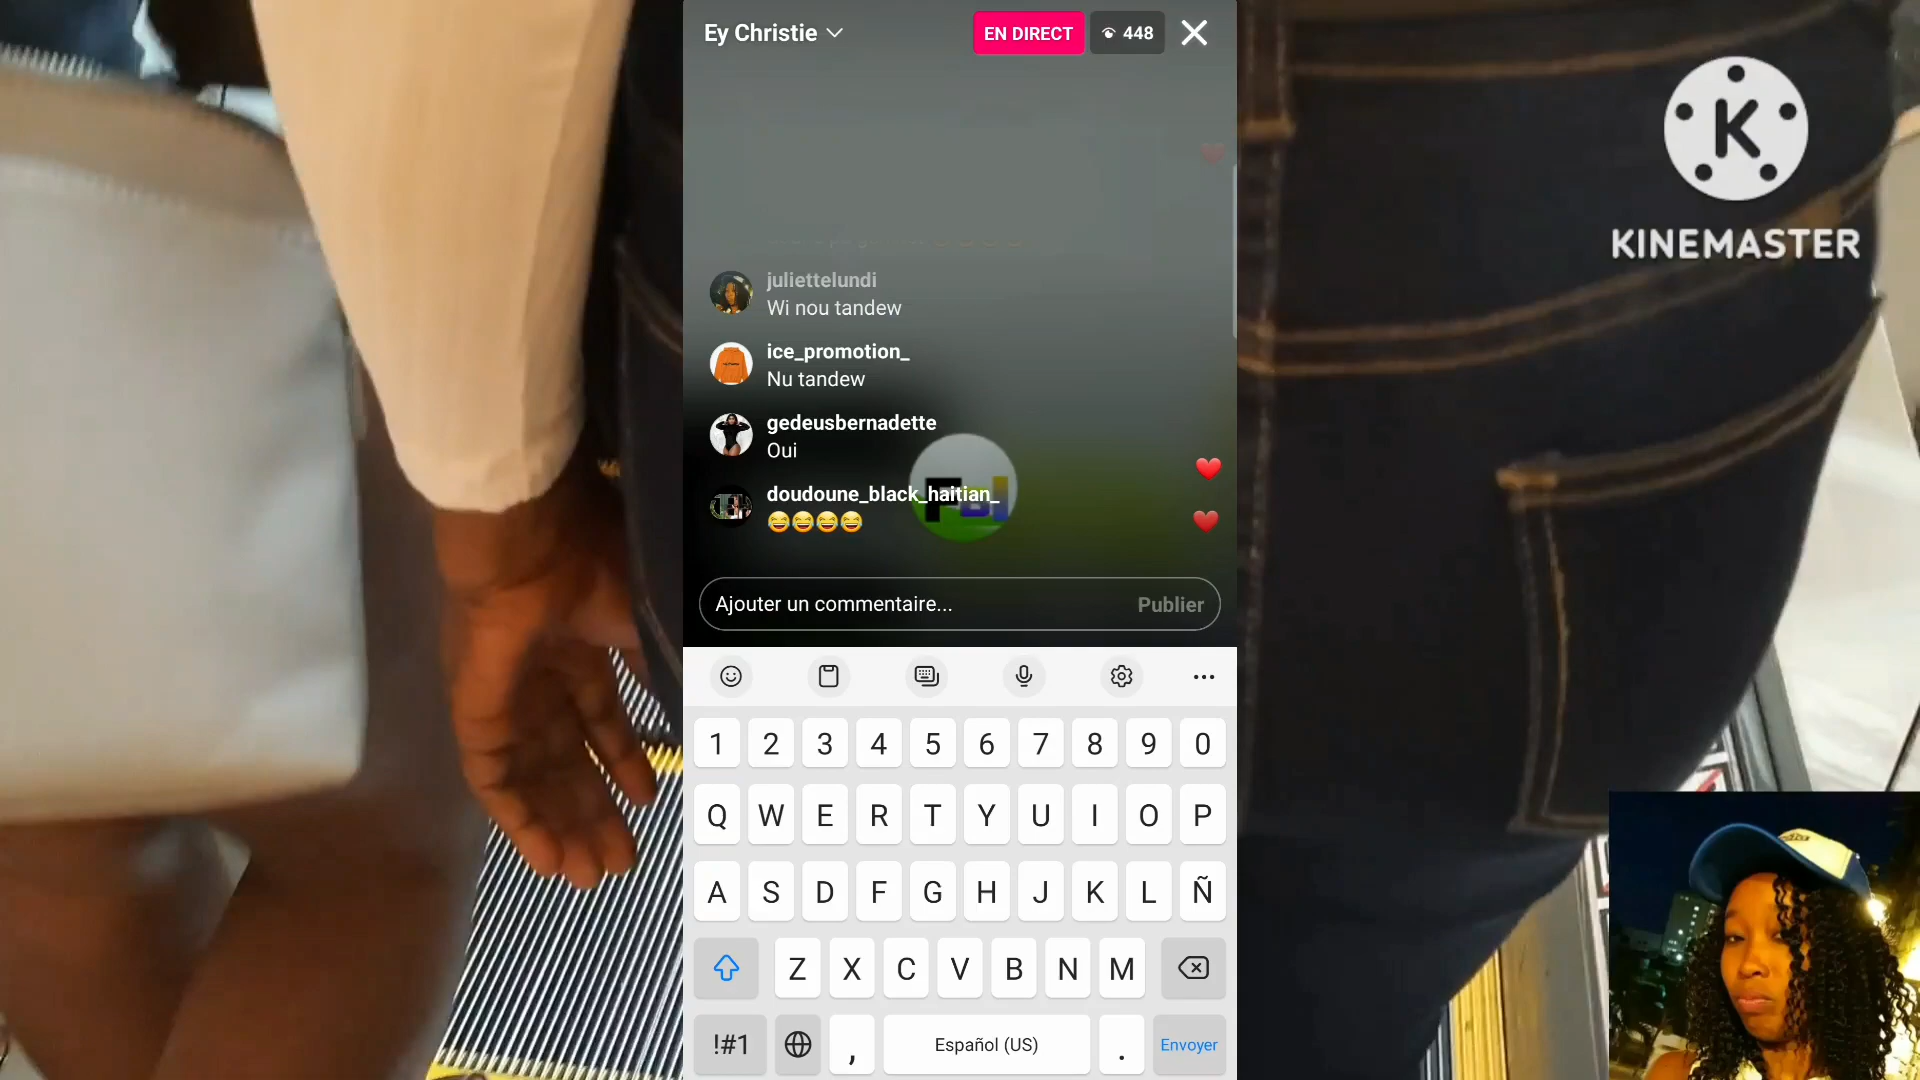 Ey Christie
EN DIRECT
448
KINEMASTER
juliettelundi
Wi nou tandew
ice_promotion_
Nu tandew
gedeusbernadette
Oui
doudoune_black_haitian_
😂😂😂😂
Ajouter un commentaire...
Publier
1 2 3 4 5 6 7 8 9 0
Q W E R T Y U I O P
A S D F G H J K L Ñ
Z X C V B N M
!#1 , Español (US) . Envoyer